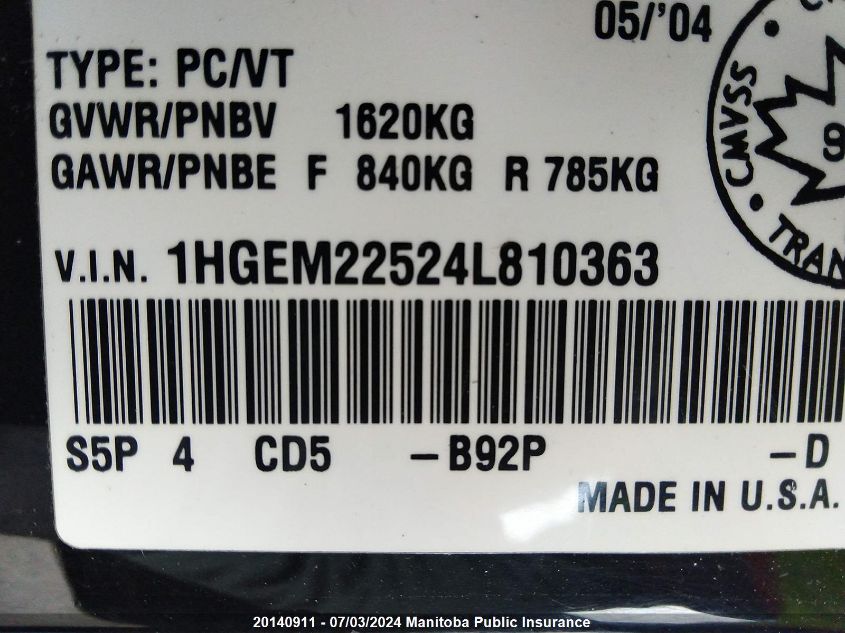 05/'04
TYPE: PC/VT
GVWR/PNBV 1620KG
GAWR/PNBE F 840KG R 785KG
CMVSS
TRAN
V.I.N. 1HGEM22524L810363
S5P 4 CD5 -B92P -D
MADE IN U.S.A.
20140911 - 07/03/2024 Manitoba Public Insurance